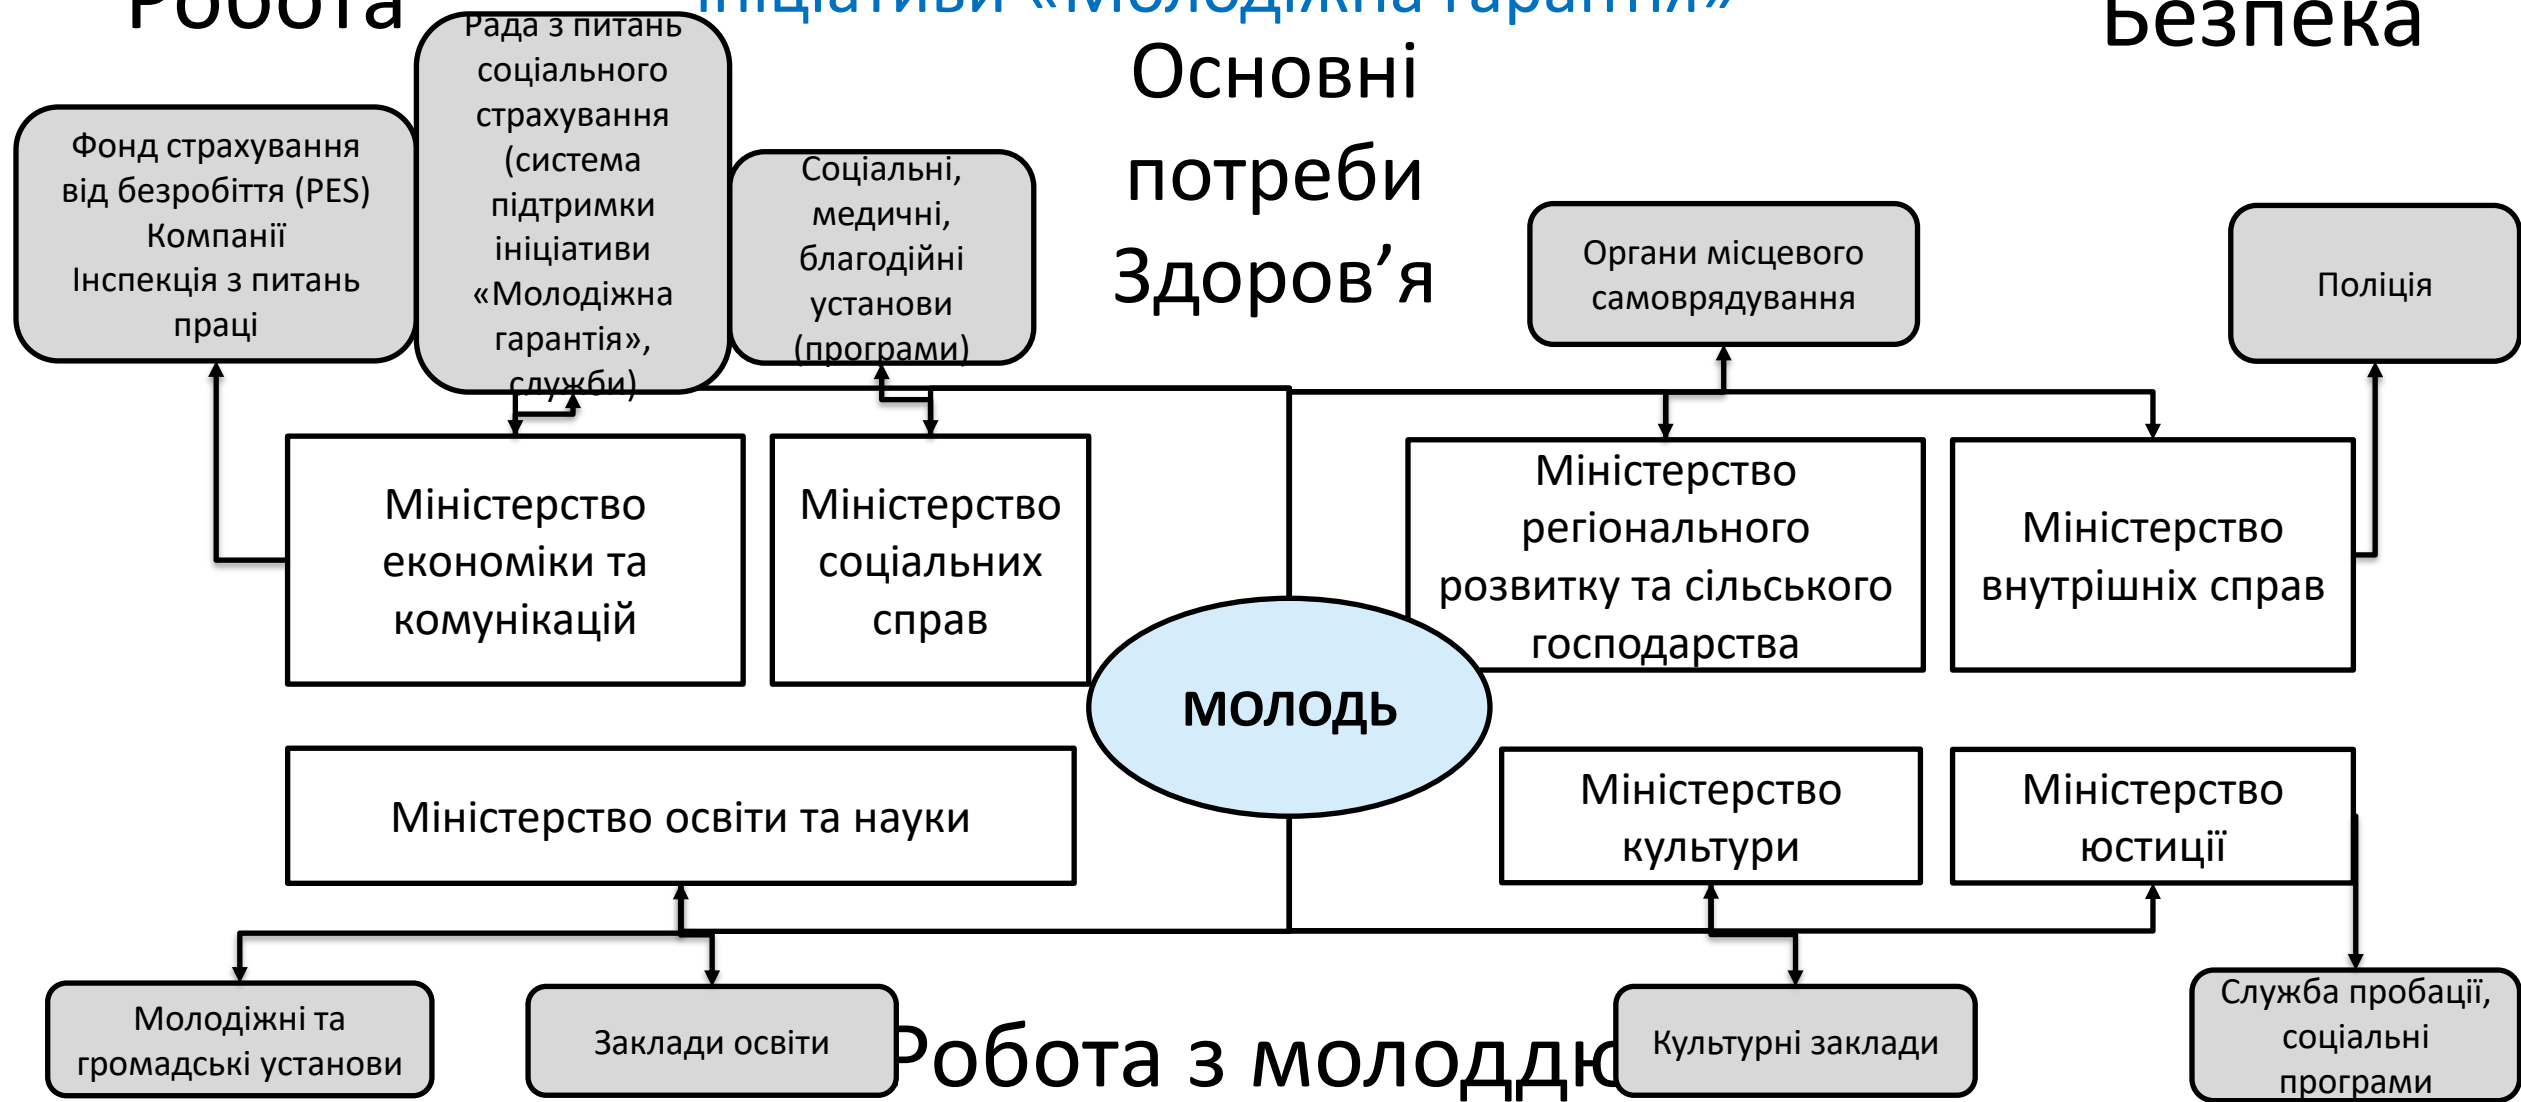 Робота
ініціативи «Молодіжна гарантія»
Безпека
Основні
потреби
Здоров’я
Фонд страхування
від безробіття (PES)
Компанії
Інспекція з питань
праці
Рада з питань
соціального
страхування
(система
підтримки
ініціативи
«Молодіжна
гарантія»,
служби)
Соціальні,
медичні,
благодійні
установи
(програми)
Органи місцевого
самоврядування
Поліція
Міністерство
економіки та
комунікацій
Міністерство
соціальних
справ
Міністерство
регіонального
розвитку та сільського
господарства
Міністерство
внутрішніх справ
МОЛОДЬ
Міністерство освіти та науки
Міністерство
культури
Міністерство
юстиції
Молодіжні та
громадські установи
Заклади освіти
Робота з молоддю
Культурні заклади
Служба пробації,
соціальні
програми